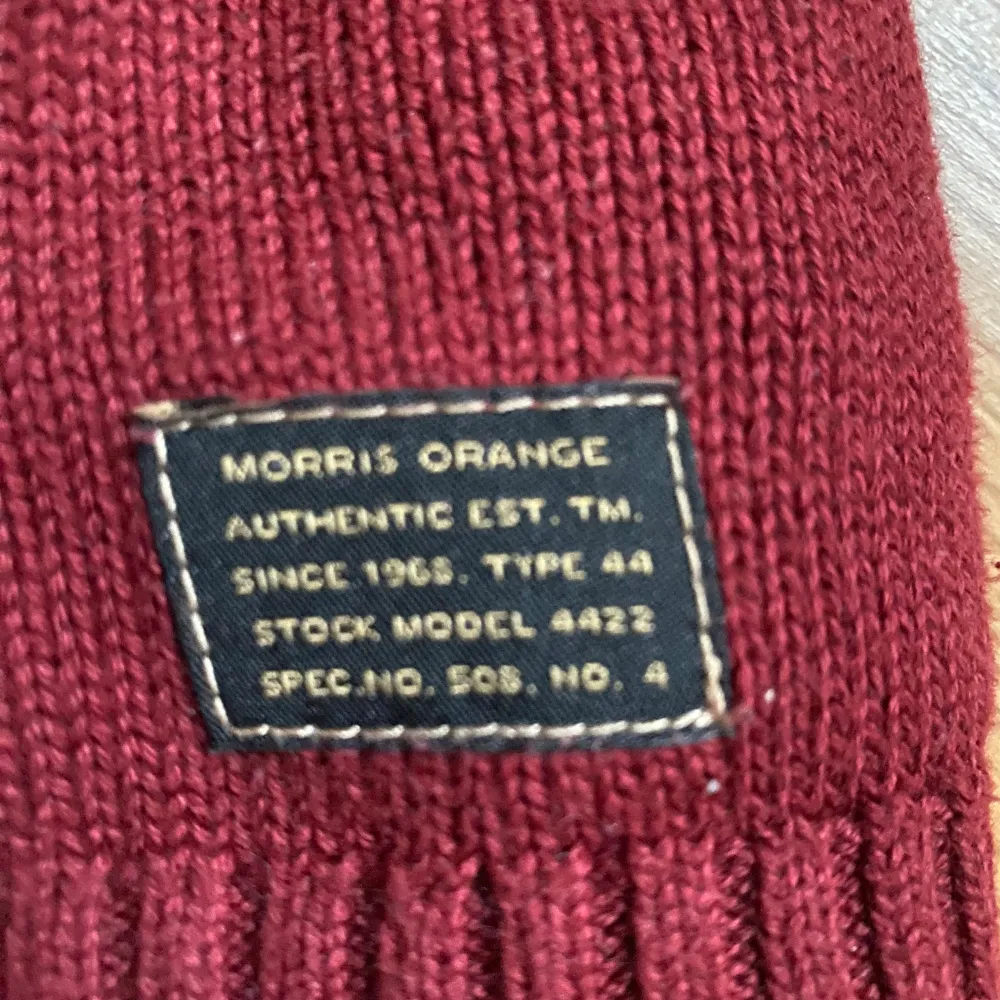 MORRIS ORANGE
AUTHENTIC EST. TM.
SINCE 1968. TYPE 44
STOCK MODEL 4422
SPEC.NO. 508. NO. 4